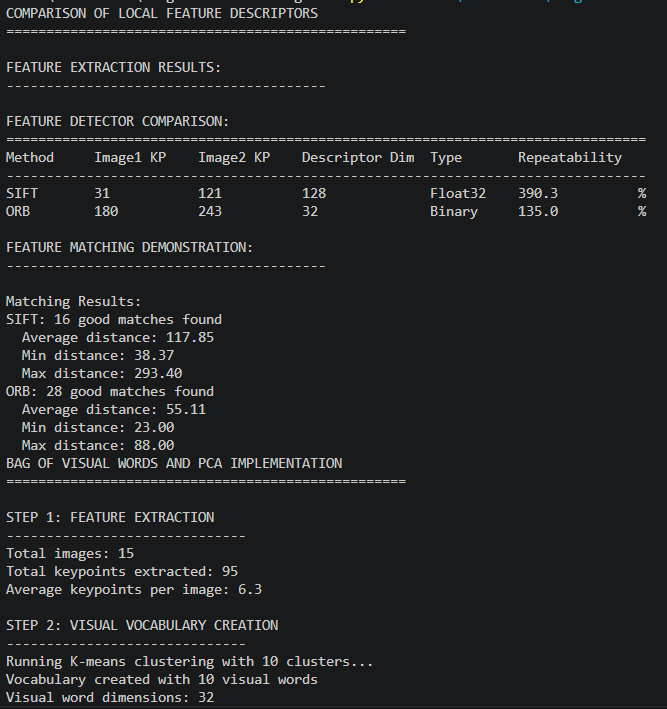 COMPARISON OF LOCAL FEATURE DESCRIPTORS
==================================================
FEATURE EXTRACTION RESULTS:
----------------------------------------
FEATURE DETECTOR COMPARISON:
================================================================================
Method     Image1 KP    Image2 KP    Descriptor Dim  Type       Repeatability
--------------------------------------------------------------------------------
SIFT       31           121          128             Float32    390.3          %
ORB        180          243          32              Binary     135.0          %
FEATURE MATCHING DEMONSTRATION:
----------------------------------------
Matching Results:
SIFT: 16 good matches found
  Average distance: 117.85
  Min distance: 38.37
  Max distance: 293.40
ORB: 28 good matches found
  Average distance: 55.11
  Min distance: 23.00
  Max distance: 88.00
BAG OF VISUAL WORDS AND PCA IMPLEMENTATION
==================================================
STEP 1: FEATURE EXTRACTION
------------------------------
Total images: 15
Total keypoints extracted: 95
Average keypoints per image: 6.3
STEP 2: VISUAL VOCABULARY CREATION
------------------------------
Running K-means clustering with 10 clusters...
Vocabulary created with 10 visual words
Visual word dimensions: 32